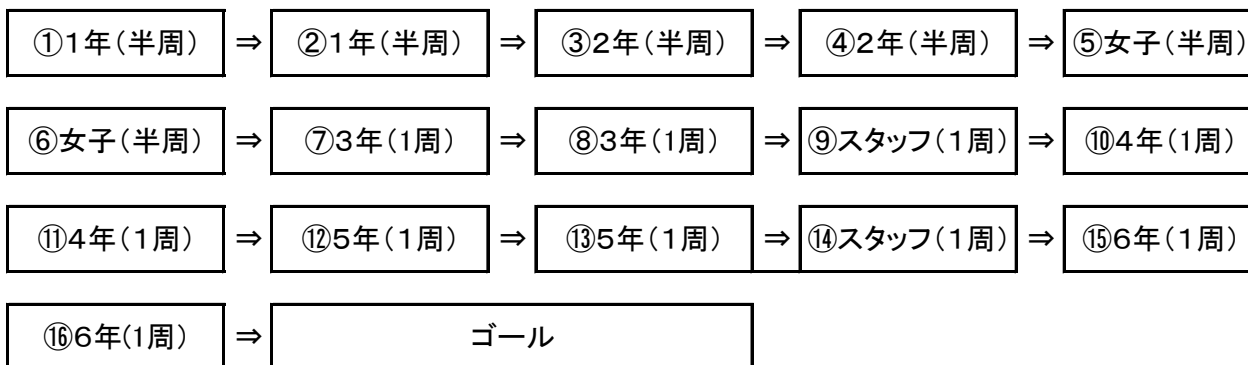 ①1年(半周) ⇒ ②1年(半周) ⇒ ③2年(半周) ⇒ ④2年(半周) ⇒ ⑤女子(半周)
⑥女子(半周) ⇒ ⑦3年(1周) ⇒ ⑧3年(1周) ⇒ ⑨スタッフ(1周) ⇒ ⑩4年(1周)
⑪4年(1周) ⇒ ⑫5年(1周) ⇒ ⑬5年(1周) ⇒ ⑭スタッフ(1周) ⇒ ⑮6年(1周)
⑯6年(1周) ⇒ ゴール